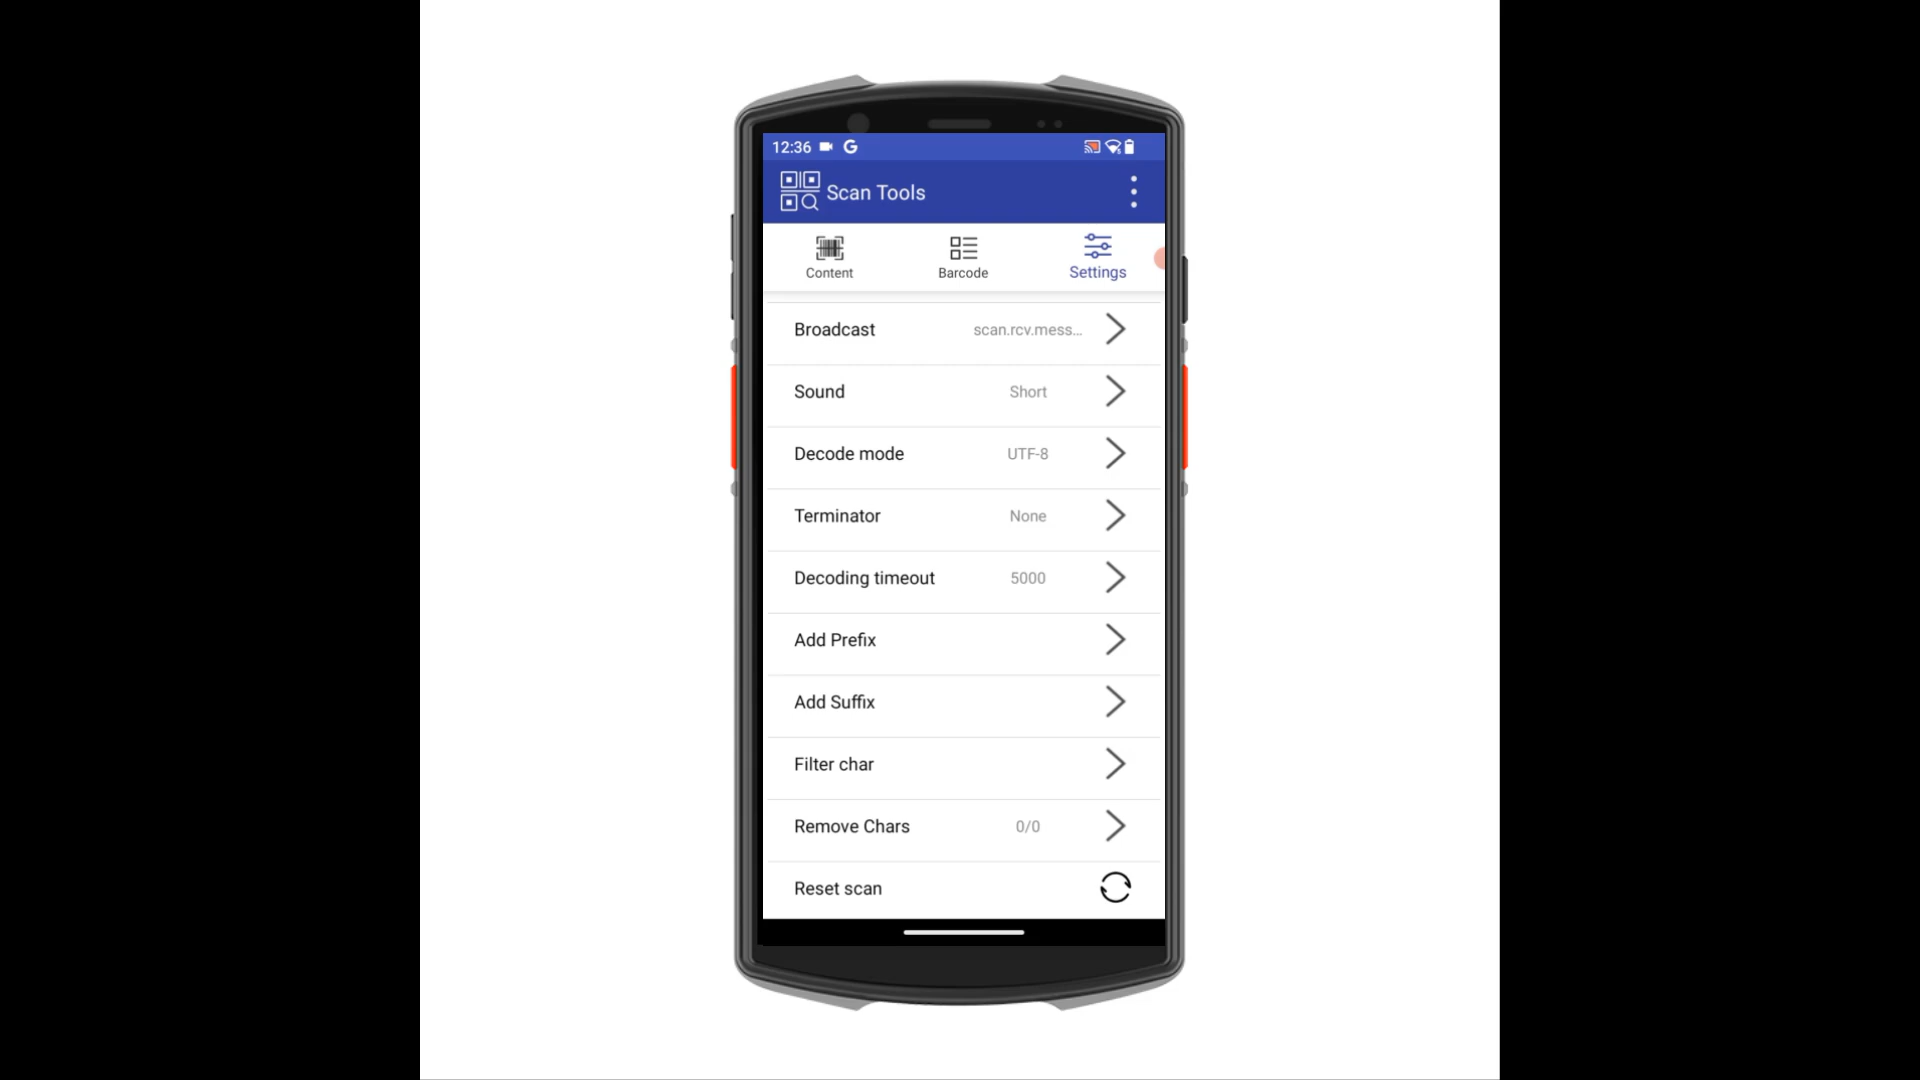 12:36
Scan Tools
Content
Barcode
Settings
Broadcast scan.rcv.mess...
Sound Short
Decode mode UTF-8
Terminator None
Decoding timeout 5000
Add Prefix
Add Suffix
Filter char
Remove Chars 0/0
Reset scan